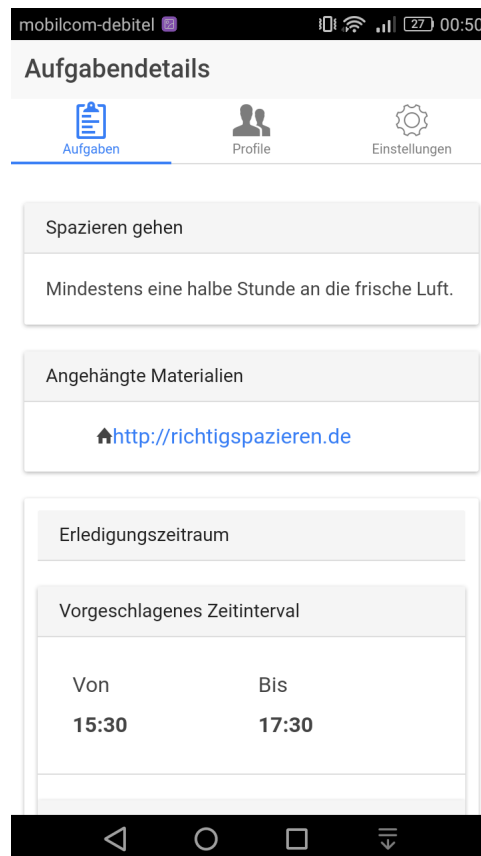 mobilcom-debitel 27 00:50
Aufgabendetails
Aufgaben Profile Einstellungen
Spazieren gehen
Mindestens eine halbe Stunde an die frische Luft.
Angehängte Materialien
http://richtigspazieren.de
Erledigungszeitraum
Vorgeschlagenes Zeitinterval
Von Bis
15:30 17:30